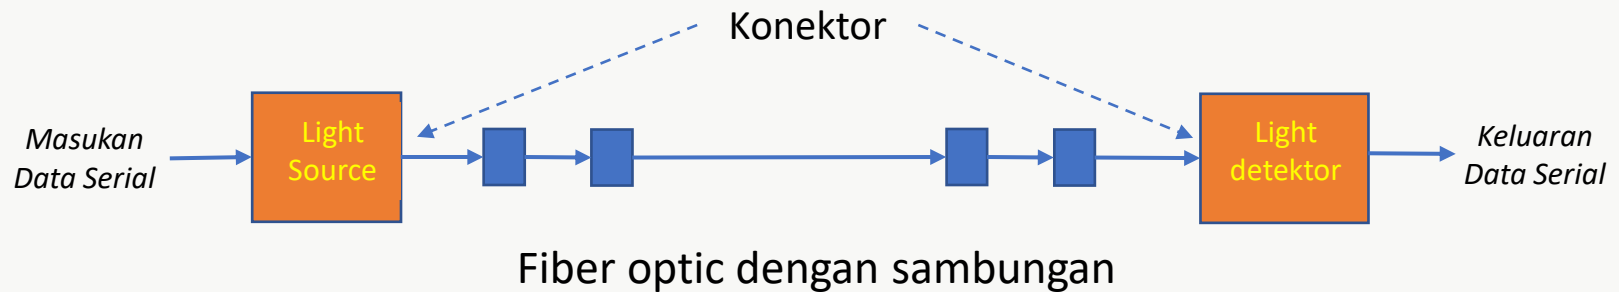 Konektor
Masukan
Data Serial
Light
Source
Light
detektor
Keluaran
Data Serial
Fiber optic dengan sambungan